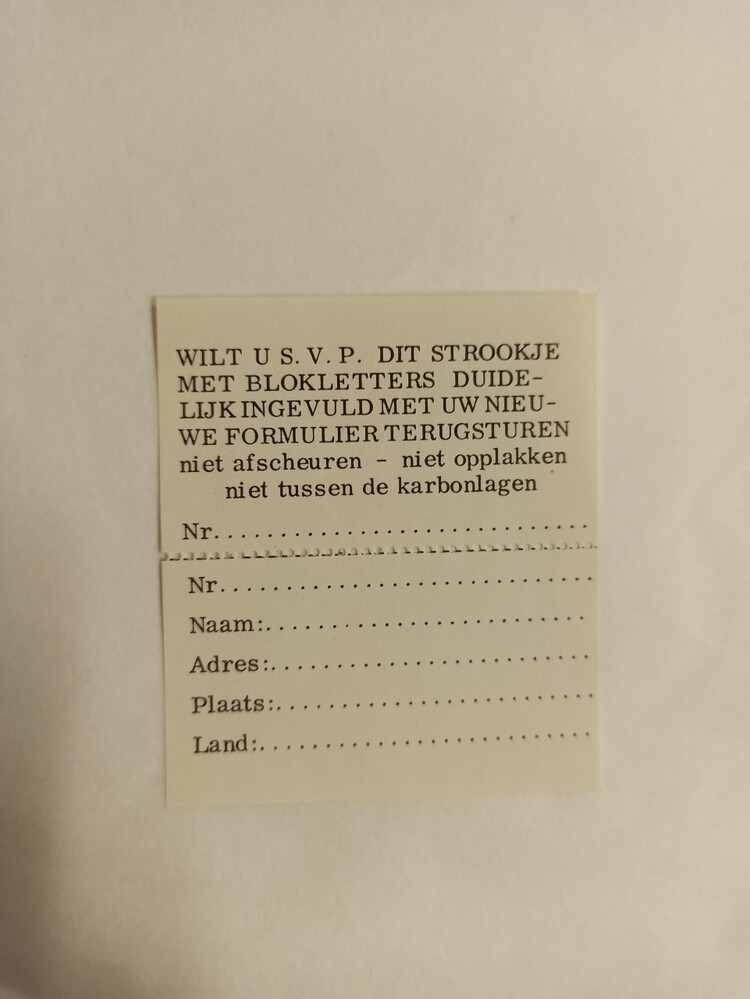 WILT U S. V. P. DIT STROOKJE
MET BLOKLETTERS DUIDE-
LIJK INGEVULD MET UW NIEU-
WE FORMULIER TERUGSTUREN
niet afscheuren - niet opplakken
niet tussen de karbonlagen
Nr.............................
Nr.............................
Naam:.........................
Adres:.........................
Plaats:.........................
Land:..........................